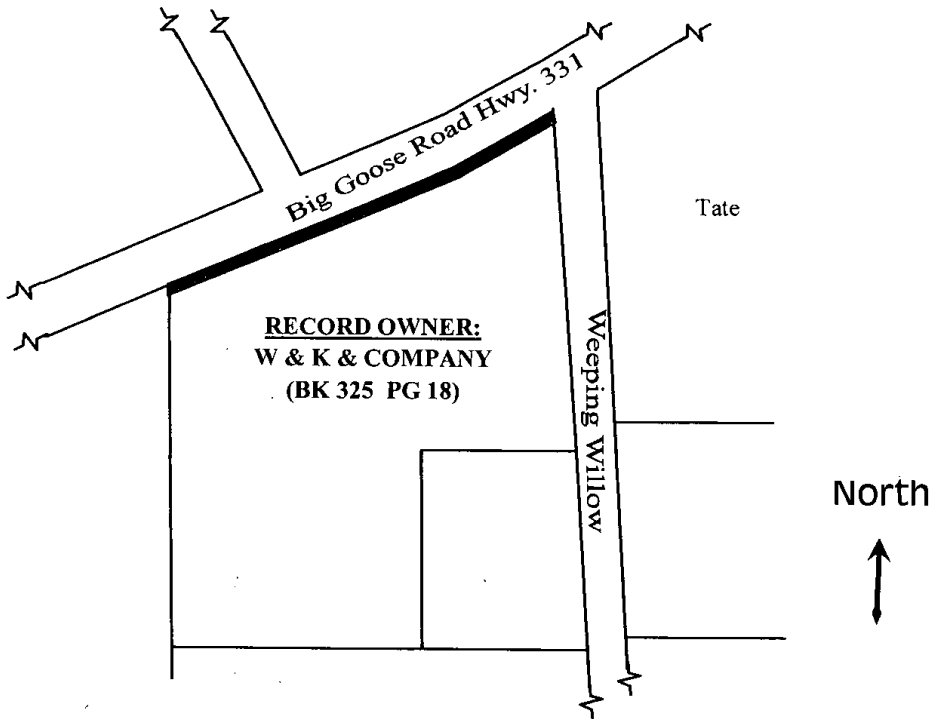 Big Goose Road Hwy. 331
Tate
RECORD OWNER:
W & K & COMPANY
(BK 325 PG 18)
Weeping Willow
North